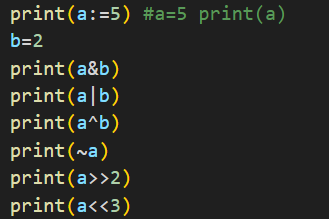 print(a:=5) #a=5 print(a)
b=2
print(a&b)
print(a|b)
print(a^b)
print(~a)
print(a>>2)
print(a<<3)